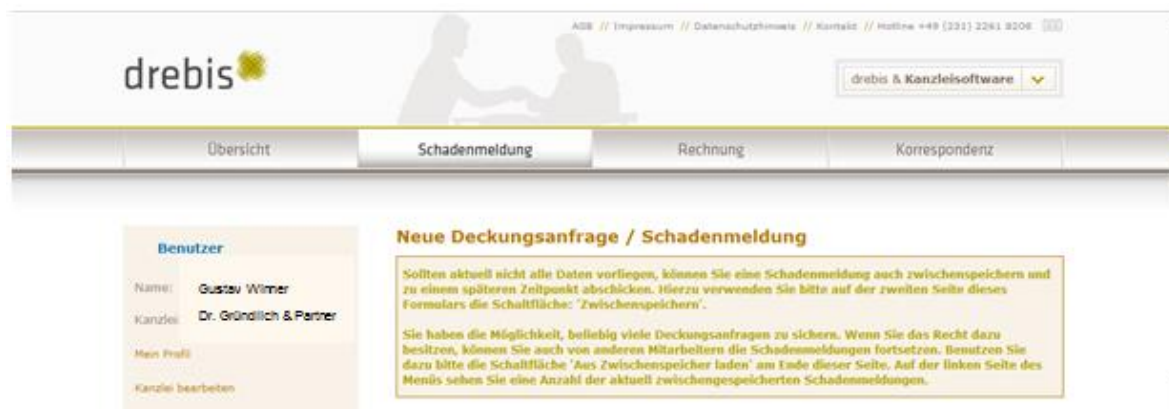 AGB // Impressum // Datenschutzhinweis // Kontakt // Hotline +49 (231) 2261 8206
drebis
drebis & Kanzleisoftware
Übersicht Schadenmeldung Rechnung Korrespondenz
Benutzer
Name: Gustav Wimer
Kanzlei Dr. Gründlich & Partner
Mein Profil
Kanzlei bearbeiten
Neue Deckungsanfrage / Schadenmeldung
Sollten aktuell nicht alle Daten vorliegen, können Sie eine Schadenmeldung auch zwischenspeichern und
zu einem späteren Zeitpunkt abschicken. Hierzu verwenden Sie bitte auf der zweiten Seite dieses
Formulars die Schaltfläche: 'Zwischenspeichern'.
Sie haben die Möglichkeit, beliebig viele Deckungsanfragen zu sichern. Wenn Sie das Recht dazu
besitzen, können Sie auch von anderen Mitarbeitern die Schadenmeldungen fortsetzen. Benutzen Sie
dazu bitte die Schaltfläche 'Aus Zwischenspeicher laden' am Ende dieser Seite. Auf der linken Seite des
Menüs sehen Sie eine Anzahl der aktuell zwischengespeicherten Schadenmeldungen.